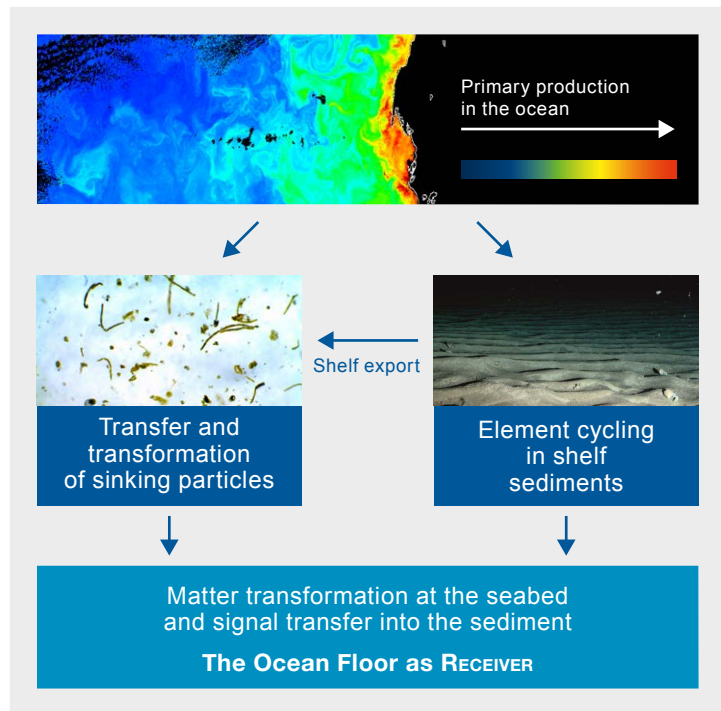 Primary production
in the ocean
Shelf export
Transfer and
transformation
of sinking particles
Element cycling
in shelf
sediments
Matter transformation at the seabed
and signal transfer into the sediment
The Ocean Floor as RECEIVER